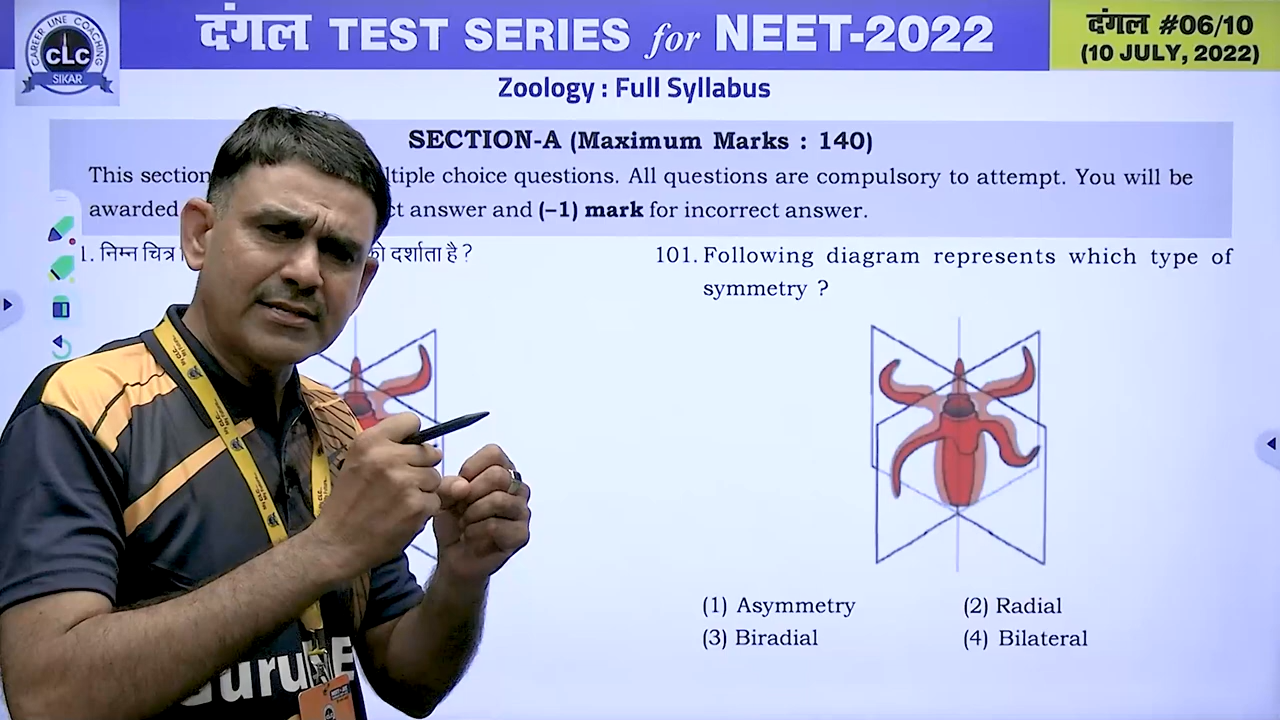 CAREER LINE COACHING
CLC
SIKAR
दंगल TEST SERIES for NEET-2022
दंगल #06/10
(10 JULY, 2022)
Zoology : Full Syllabus
SECTION-A (Maximum Marks : 140)
This section choice questions. All questions are compulsory to attempt. You will be
awarded answer and (–1) mark for incorrect answer.
1. निम्न चित्र को दर्शाता है ?
101. Following diagram represents which type of
symmetry ?
(1) Asymmetry (2) Radial
(3) Biradial (4) Bilateral